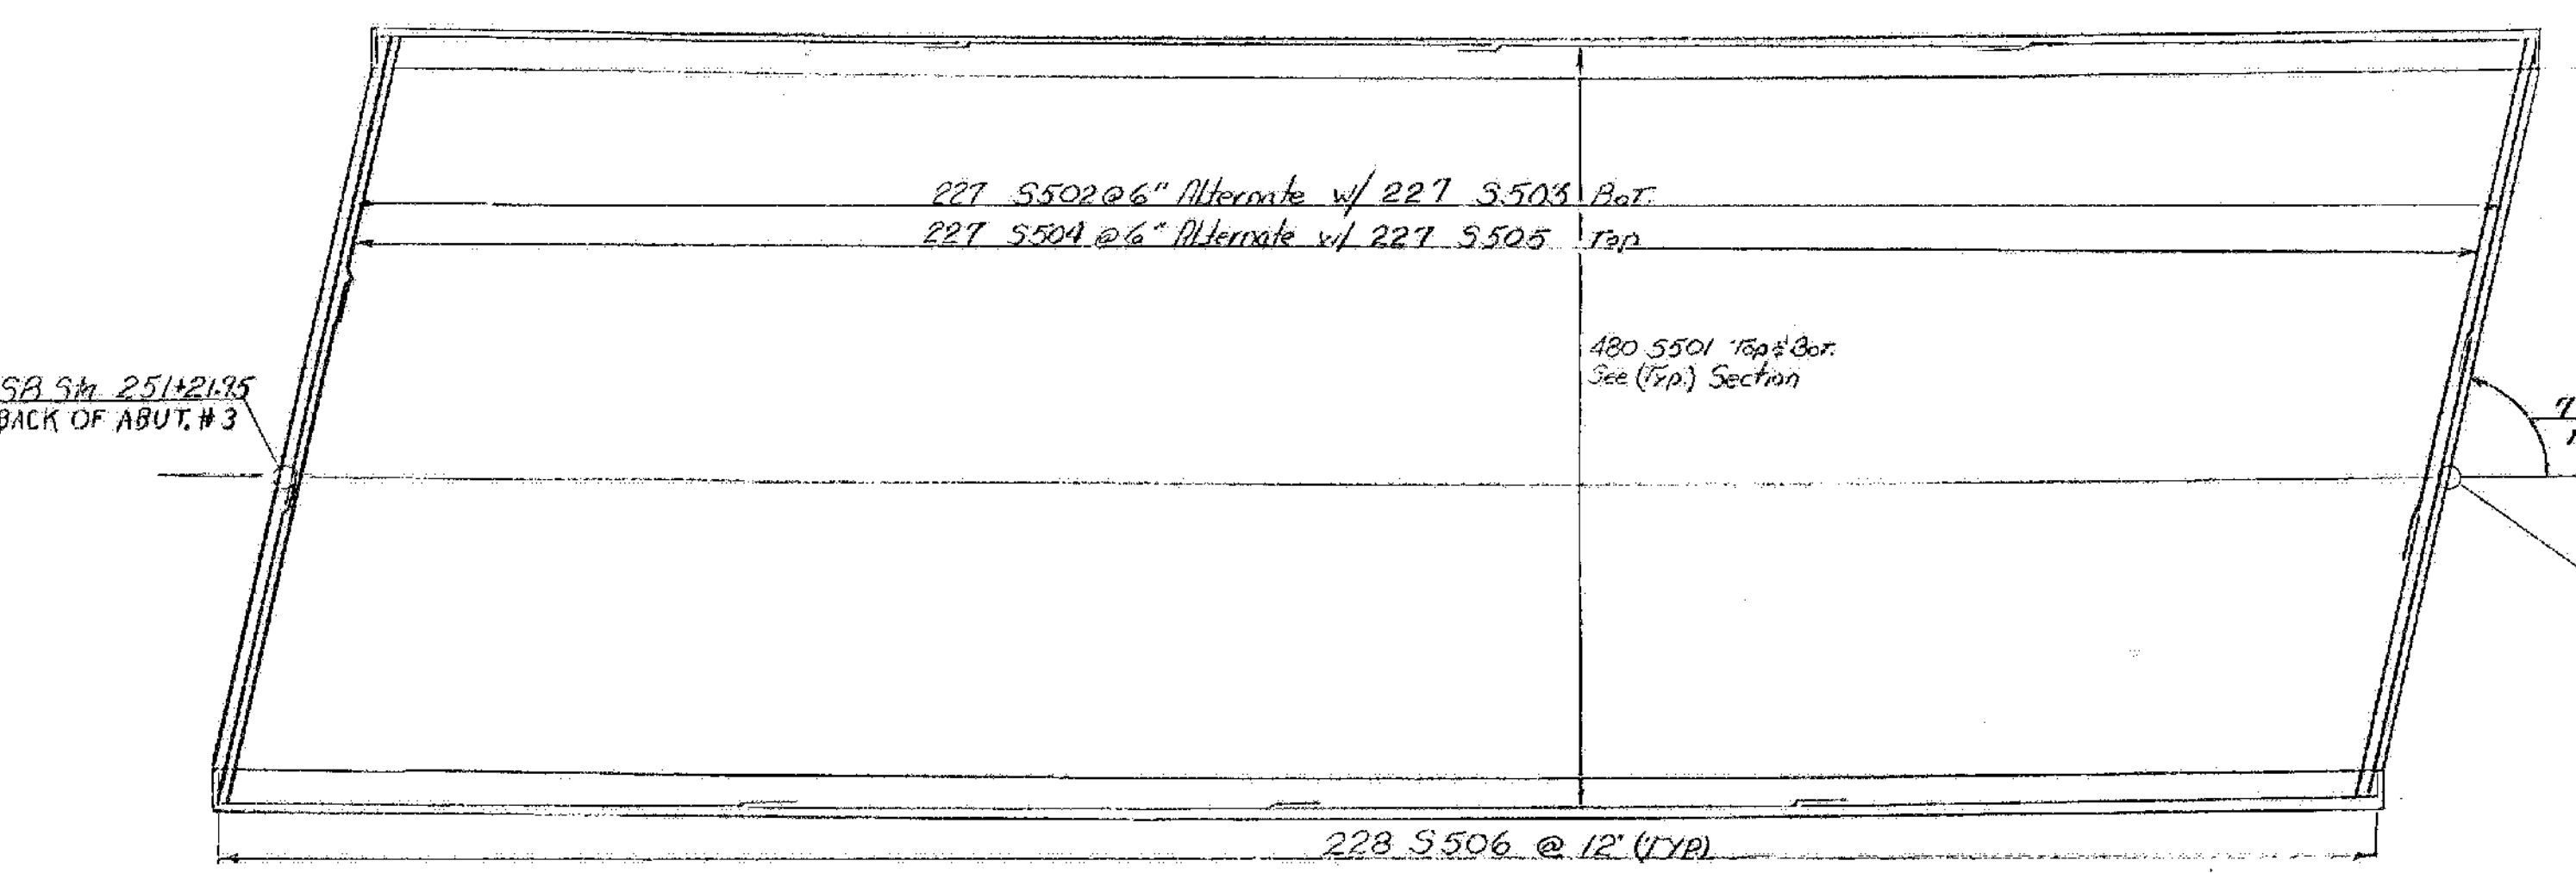 227 S502 @ 6" Alternate w/ 227 S503 Bot.
227 S504 @ 6" Alternate w/ 227 S505 Top
480 S501 Top & Bot.
See (Typ.) Section
SB Sta. 251+21.95
BACK OF ABUT. #3
228 S506 @ 12" (TYP)